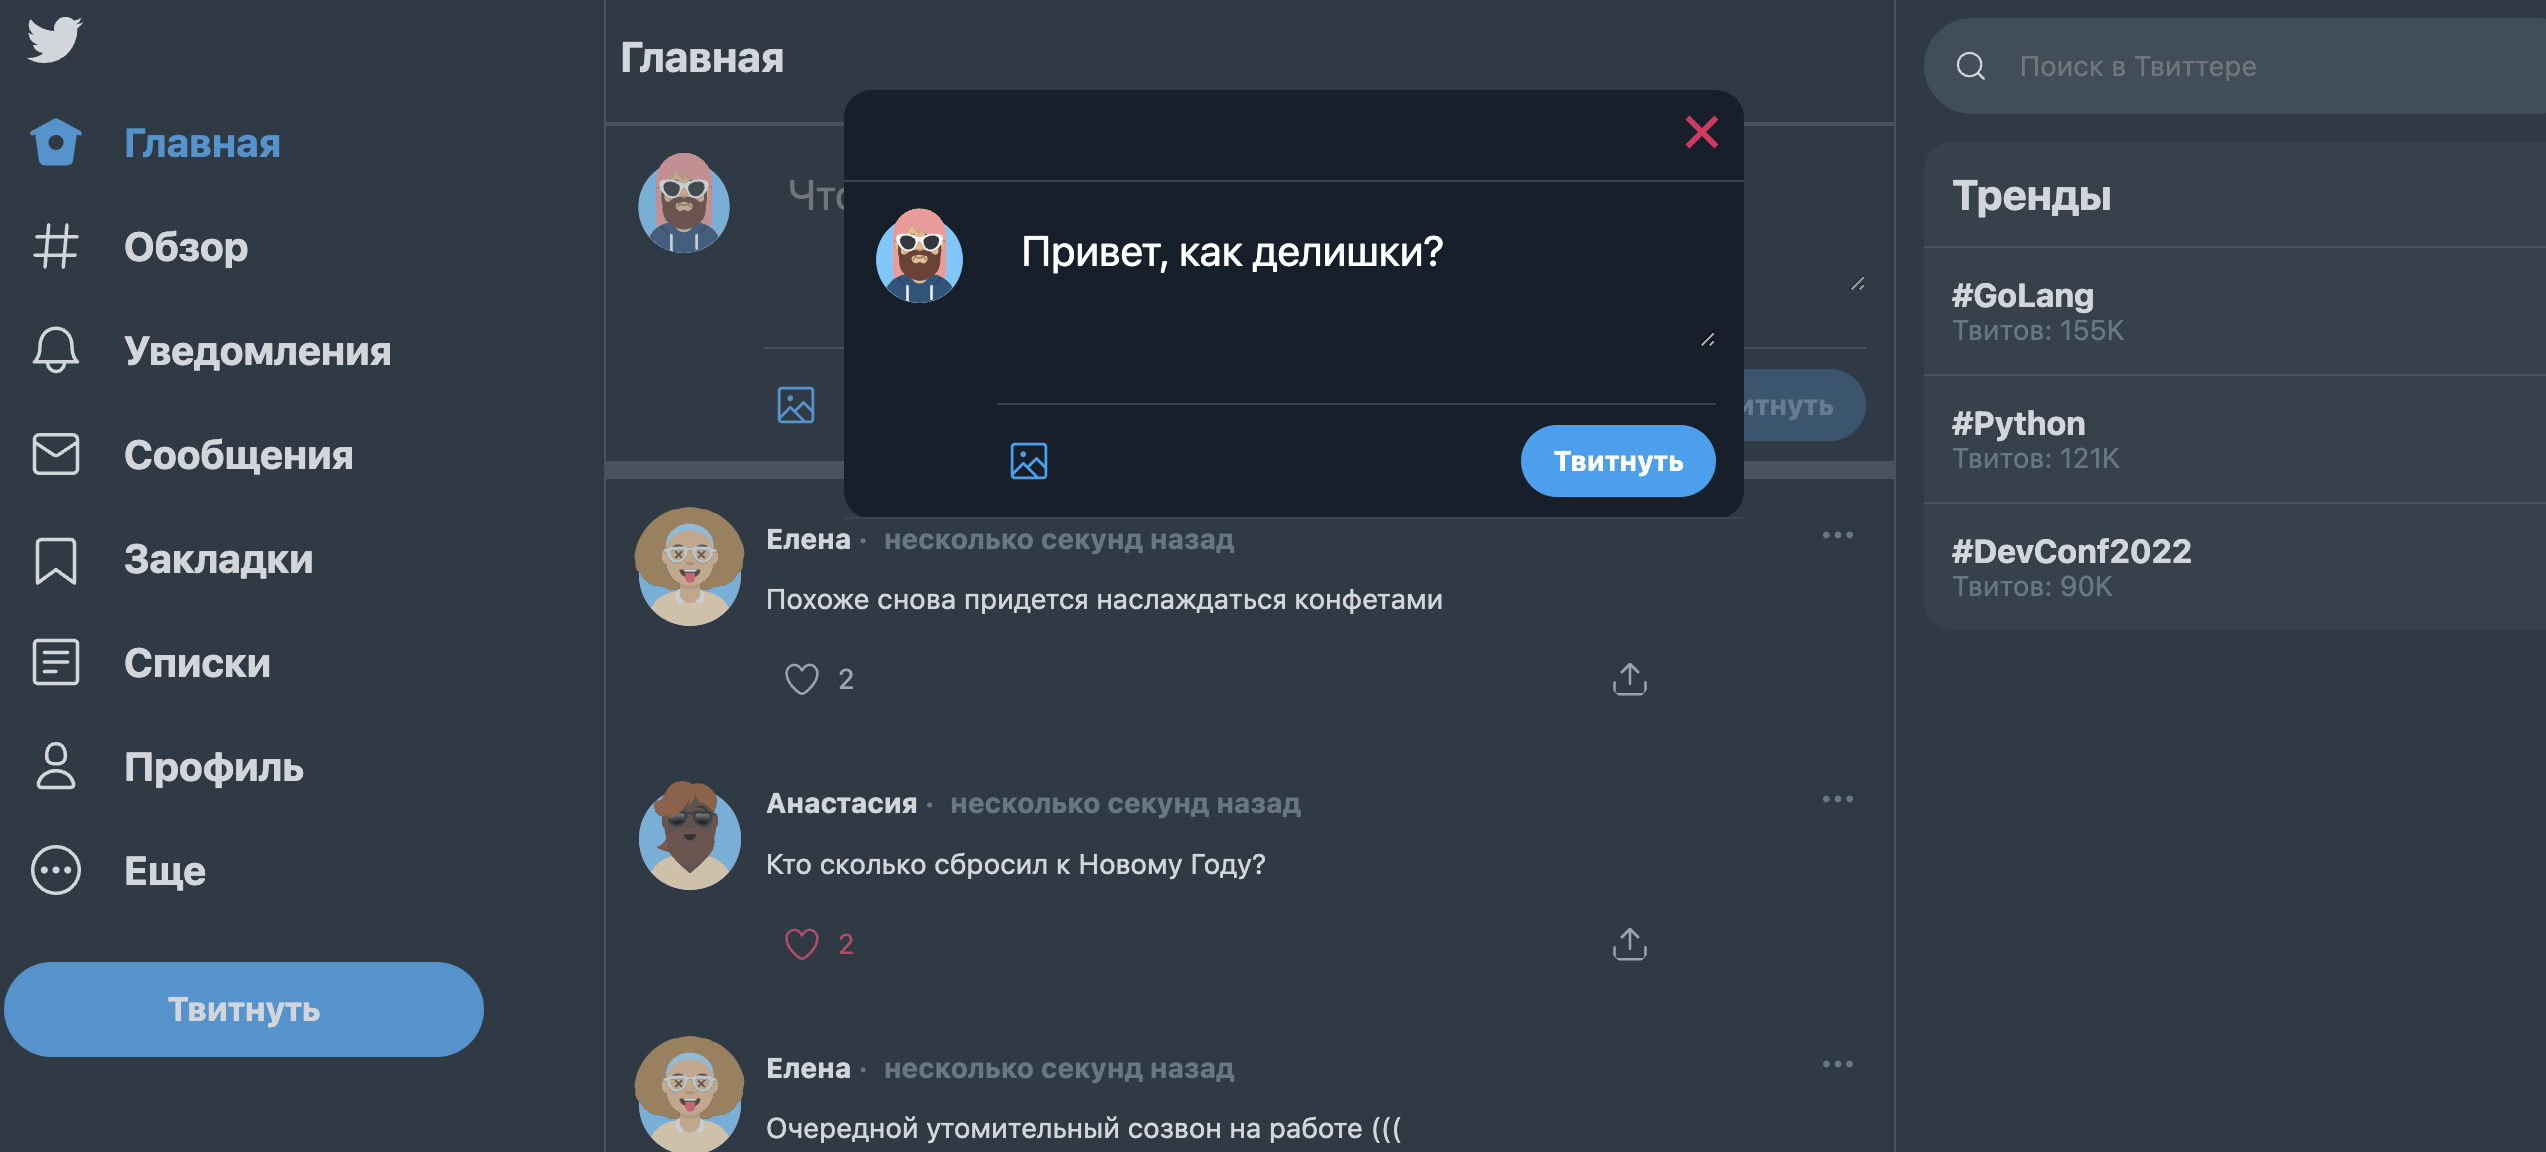 Главная
Обзор
Уведомления
Сообщения
Закладки
Списки
Профиль
Еще
Твитнуть
Главная
Привет, как делишки?
Твитнуть
Елена · несколько секунд назад
Похоже снова придется наслаждаться конфетами
2
Анастасия · несколько секунд назад
Кто сколько сбросил к Новому Году?
2
Елена · несколько секунд назад
Очередной утомительный созвон на работе (((
Поиск в Твиттере
Тренды
#GoLang
Твитов: 155K
#Python
Твитов: 121K
#DevConf2022
Твитов: 90K